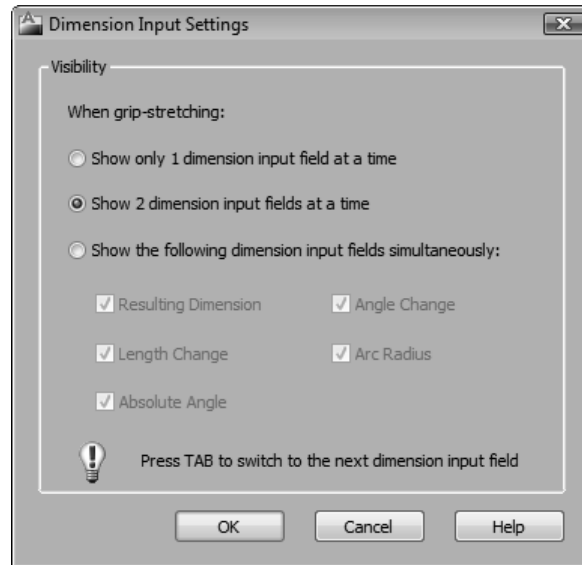 Dimension Input Settings
Visibility
When grip-stretching:
Show only 1 dimension input field at a time
Show 2 dimension input fields at a time
Show the following dimension input fields simultaneously:
Resulting Dimension Angle Change
Length Change Arc Radius
Absolute Angle
Press TAB to switch to the next dimension input field
OK Cancel Help